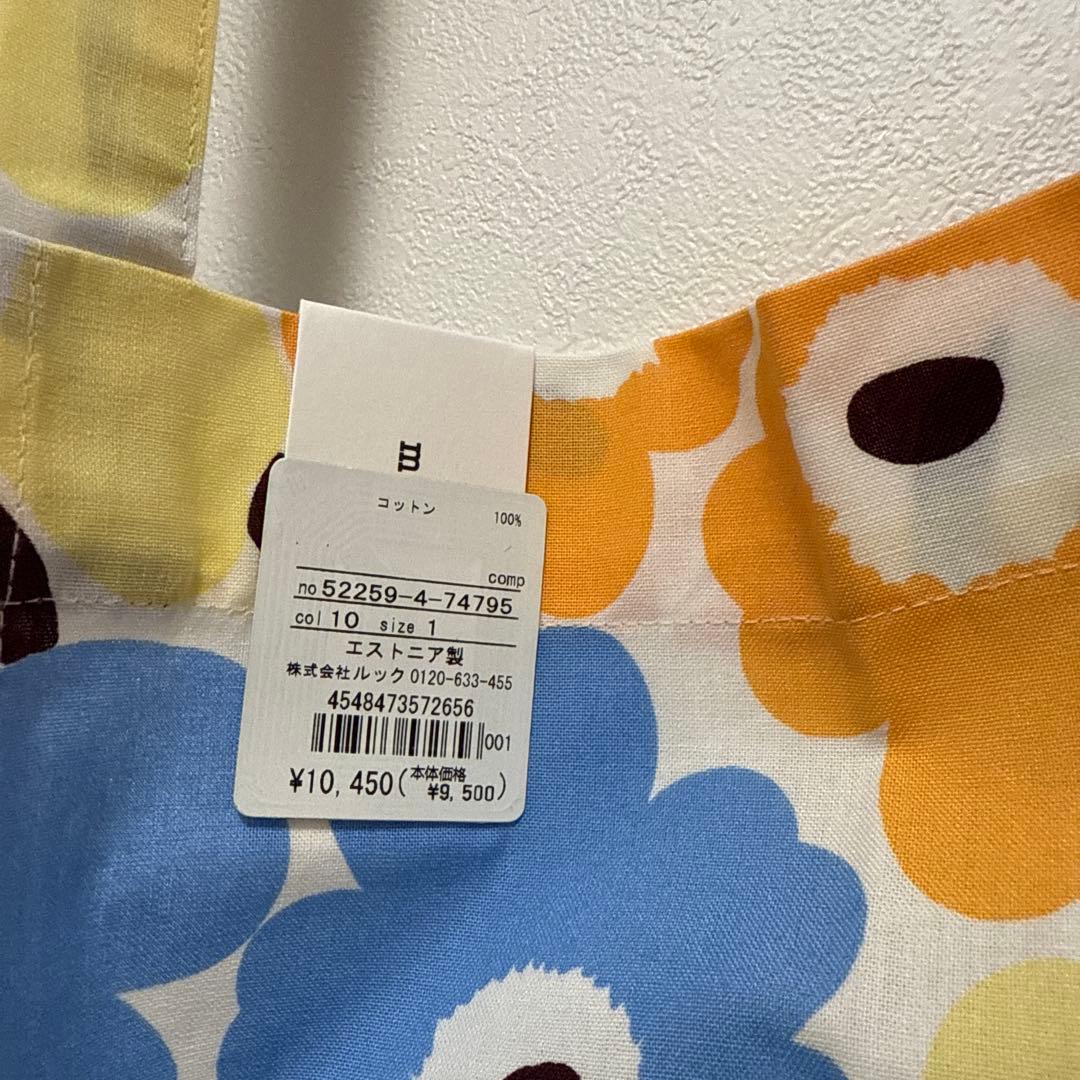 m
コットン 100%
comp
no 52259-4-74795
col 10 size 1
エストニア製
株式会社ルック 0120-633-455
4548473572656
001
¥10,450(本体価格 ¥9,500)